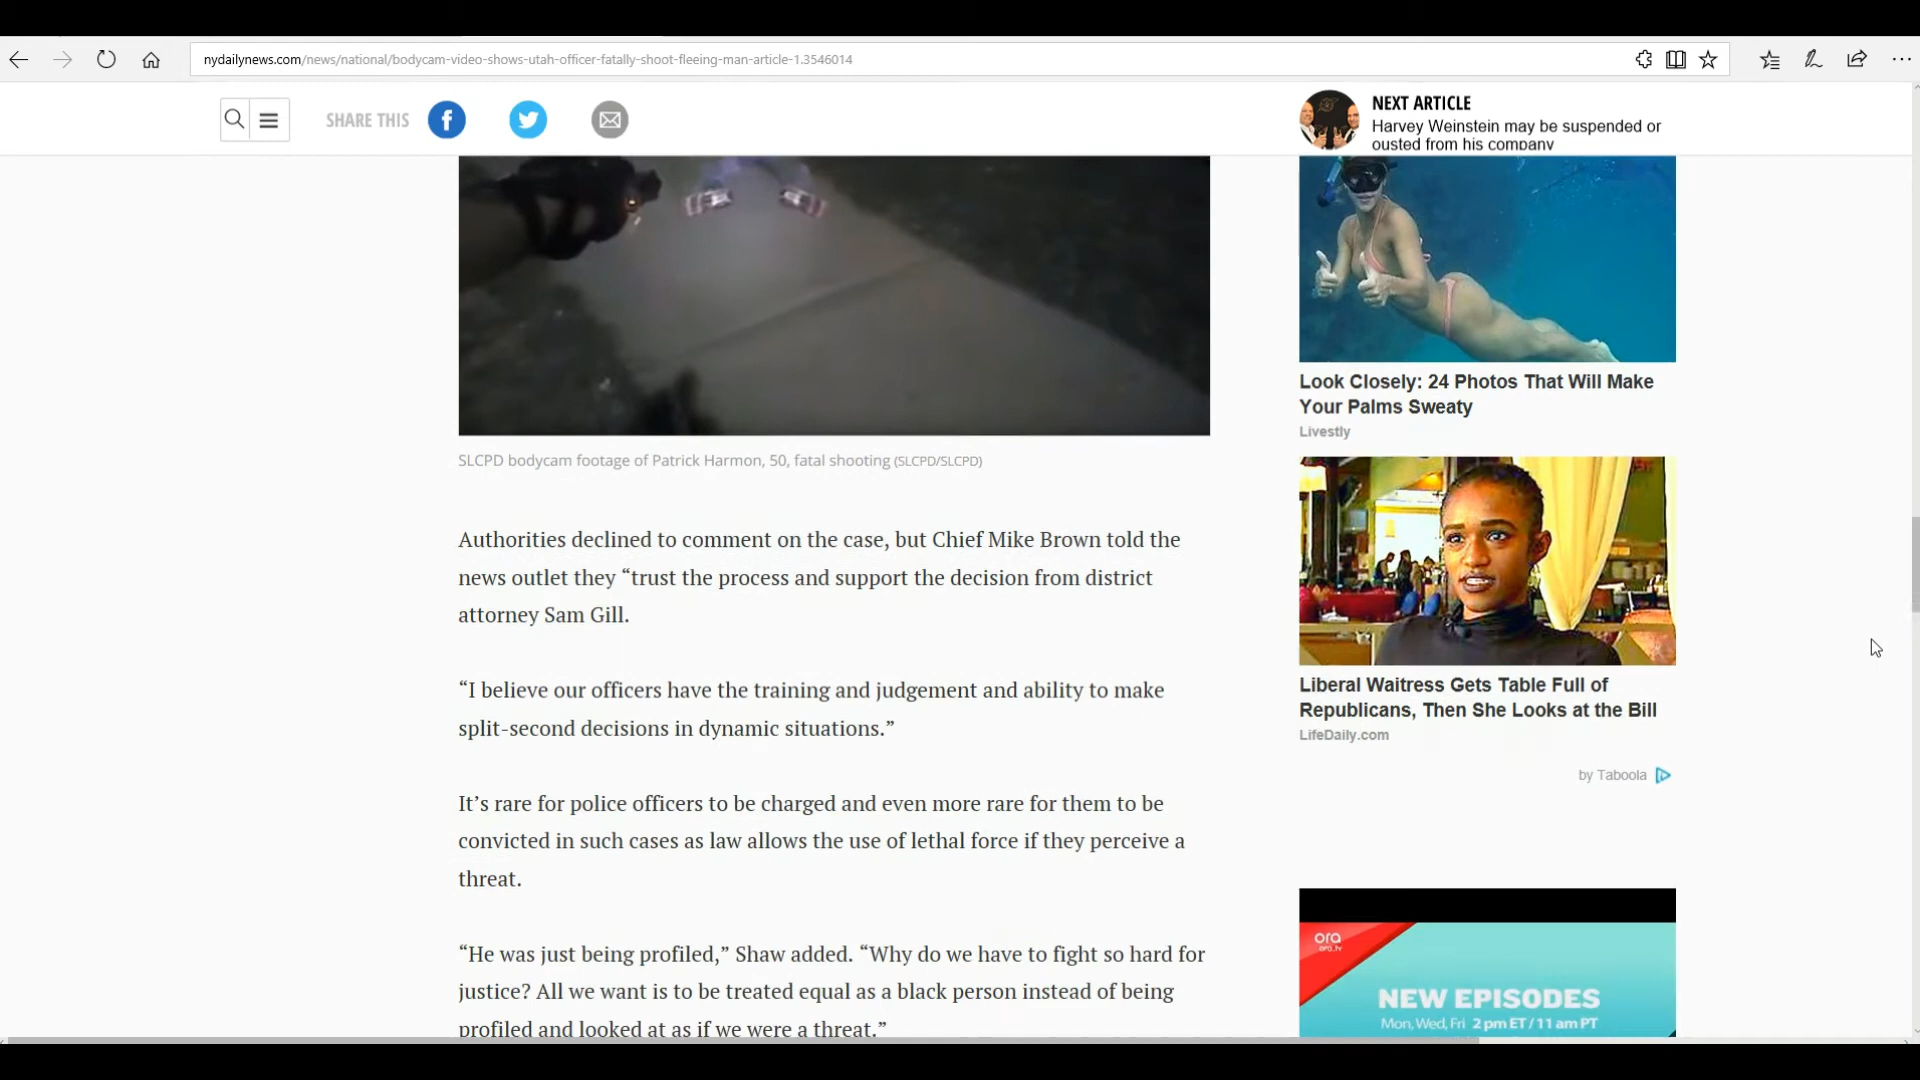 nydailynews.com/news/national/bodycam-video-shows-utah-officer-fatally-shoot-fleeing-man-article-1.3546014
SHARE THIS
NEXT ARTICLE
Harvey Weinstein may be suspended or
ousted from his company
SLCPD bodycam footage of Patrick Harmon, 50, fatal shooting (SLCPD/SLCPD)
Authorities declined to comment on the case, but Chief Mike Brown told the
news outlet they “trust the process and support the decision from district
attorney Sam Gill.
“I believe our officers have the training and judgement and ability to make
split-second decisions in dynamic situations.”
It’s rare for police officers to be charged and even more rare for them to be
convicted in such cases as law allows the use of lethal force if they perceive a
threat.
“He was just being profiled,” Shaw added. “Why do we have to fight so hard for
justice? All we want is to be treated equal as a black person instead of being
profiled and looked at as if we were a threat.”
Look Closely: 24 Photos That Will Make
Your Palms Sweaty
Livestly
Liberal Waitress Gets Table Full of
Republicans, Then She Looks at the Bill
LifeDaily.com
by Taboola
ora
ora.tv
NEW EPISODES
Mon, Wed, Fri 2 pm ET / 11 am PT